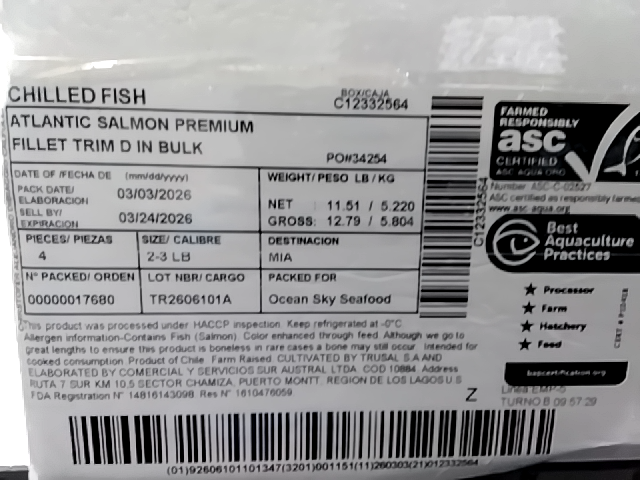 CHILLED FISH
BOX/CAJA
C12332564
ATLANTIC SALMON PREMIUM
FILLET TRIM D IN BULK
PO#34254
DATE OF /FECHA DE (mm/dd/yyyy)
PACK DATE/
ELABORACION 03/03/2026
SELL BY/
EXPIRACION 03/24/2026
WEIGHT/ PESO LB / KG
NET : 11.51 / 5.220
GROSS: 12.79 / 5.804
PIECES/ PIEZAS
4
SIZE/ CALIBRE
2-3 LB
DESTINACION
MIA
N° PACKED/ ORDEN
00000017680
LOT NBR/ CARGO
TR2606101A
PACKED FOR
Ocean Sky Seafood
C12332564
FARMED
RESPONSIBLY
asc
CERTIFIED
ASC-AQUA.ORG
Number ASC-C-02527
ASC certified as responsibly farmed
www.asc-aqua.org
Best
Aquaculture
Practices
Processor
Farm
Hatchery
Feed
bapcertification.org
TURNO B 09:57:29
This product was processed under HACCP inspection. Keep refrigerated at -0°C
Allergen information-Contains Fish (Salmon). Color enhanced through feed. Although we go to
great lengths to ensure this product is boneless in rare cases a bone may still occur. Intended for
cooked consumption. Product of Chile. Farm Raised. CULTIVATED BY TRUSAL S.A AND
ELABORATED BY COMERCIAL Y SERVICIOS SUR AUSTRAL LTDA. COD 10884. Address
RUTA 7 SUR KM 10.5 SECTOR CHAMIZA, PUERTO MONTT. REGION DE LOS LAGOS U.S
FDA Registration N° 14816143098. Res N° 1610476059
Z
(01)92606101101347(3201)001151(11)260303(21)012332564